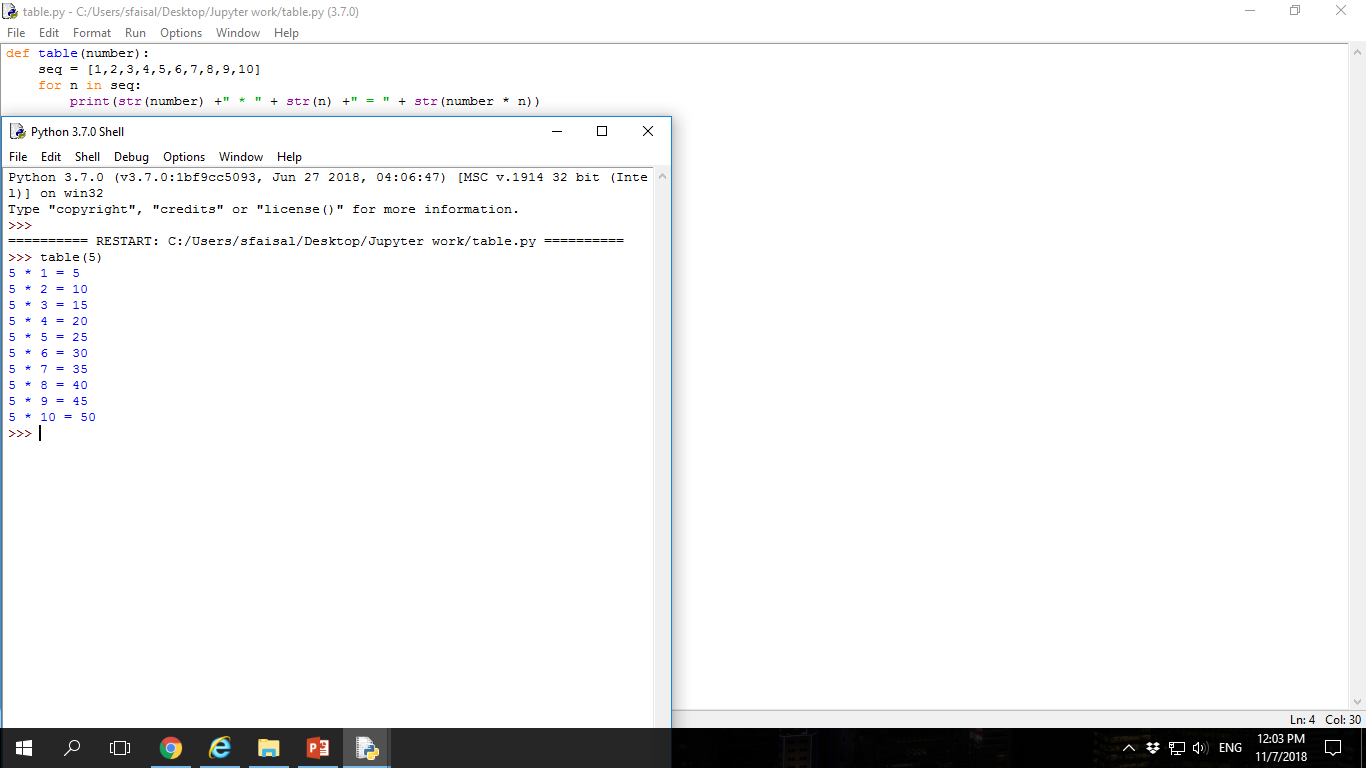 table.py - C:/Users/sfaisal/Desktop/Jupyter work/table.py (3.7.0)
File Edit Format Run Options Window Help
def table(number):
    seq = [1,2,3,4,5,6,7,8,9,10]
    for n in seq:
        print(str(number) +" * " + str(n) +" = " + str(number * n))
Python 3.7.0 Shell
File Edit Shell Debug Options Window Help
Python 3.7.0 (v3.7.0:1bf9cc5093, Jun 27 2018, 04:06:47) [MSC v.1914 32 bit (Inte
l)] on win32
Type "copyright", "credits" or "license()" for more information.
>>>
========== RESTART: C:/Users/sfaisal/Desktop/Jupyter work/table.py ==========
>>> table(5)
5 * 1 = 5
5 * 2 = 10
5 * 3 = 15
5 * 4 = 20
5 * 5 = 25
5 * 6 = 30
5 * 7 = 35
5 * 8 = 40
5 * 9 = 45
5 * 10 = 50
>>>
Ln: 4 Col: 30
ENG
12:03 PM
11/7/2018